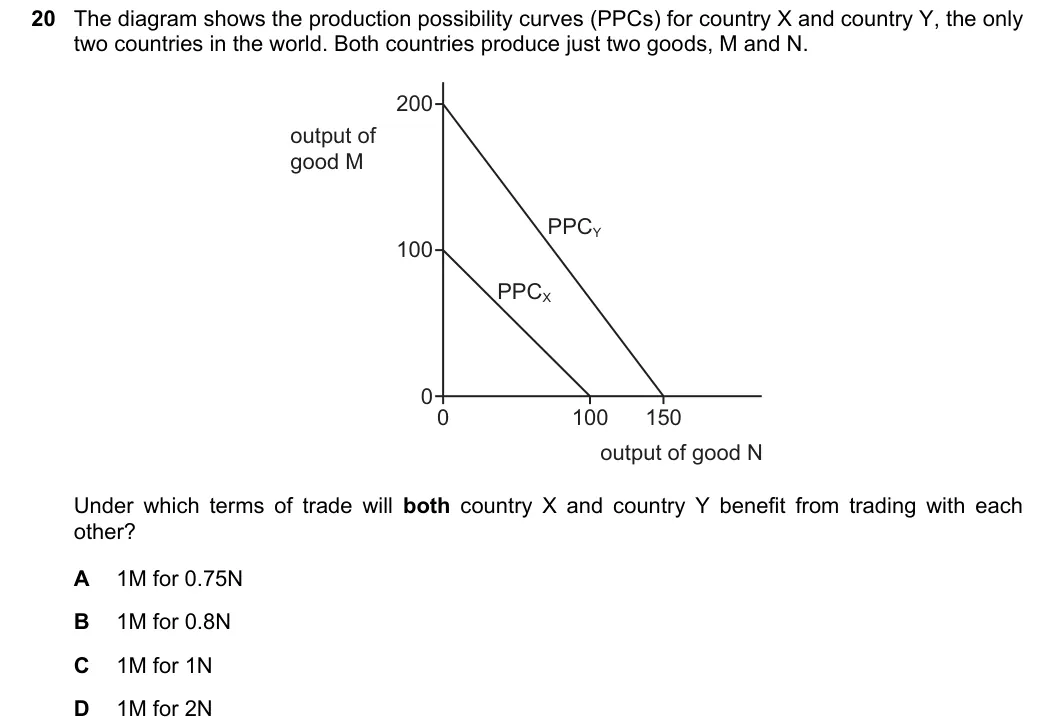 20 The diagram shows the production possibility curves (PPCs) for country X and country Y, the only
two countries in the world. Both countries produce just two goods, M and N.
200
output of
good M
PPCY
100
PPCX
0
0 100 150
output of good N
Under which terms of trade will both country X and country Y benefit from trading with each
other?
A 1M for 0.75N
B 1M for 0.8N
C 1M for 1N
D 1M for 2N